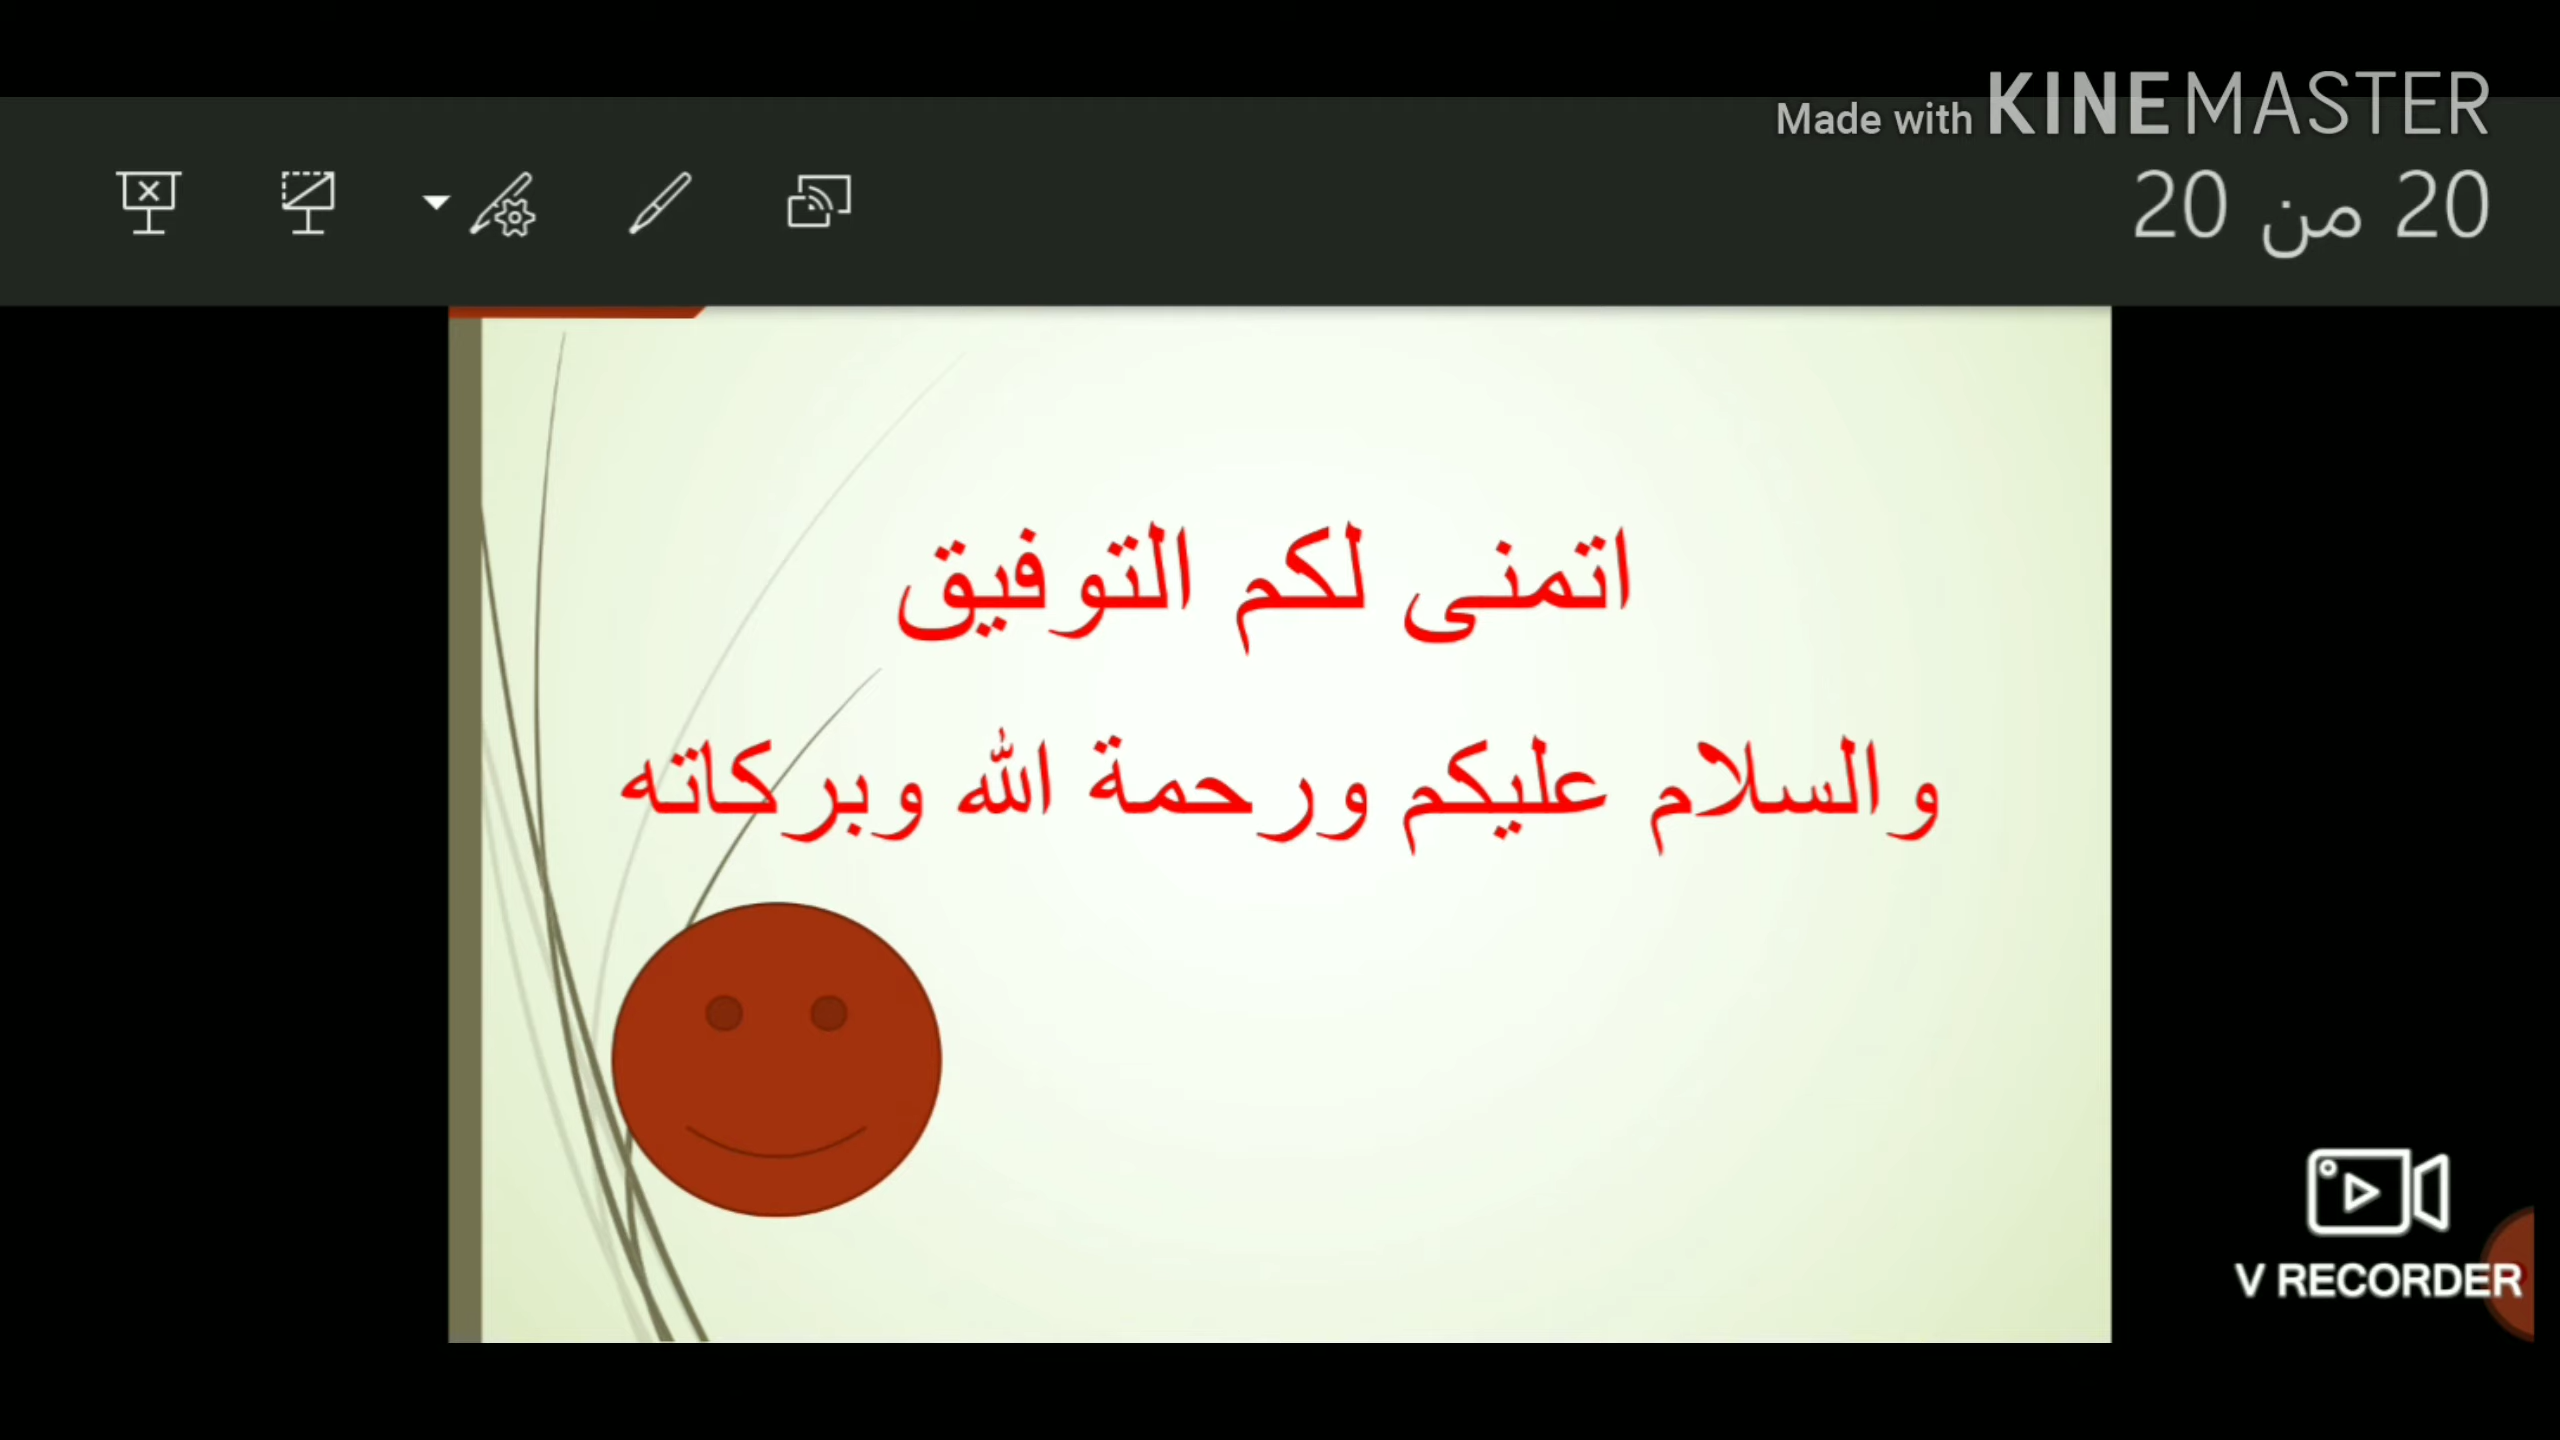 Made with KINEMASTER
20 من 20
اتمنى لكم التوفيق
والسلام عليكم ورحمة الله وبركاته
V RECORDER